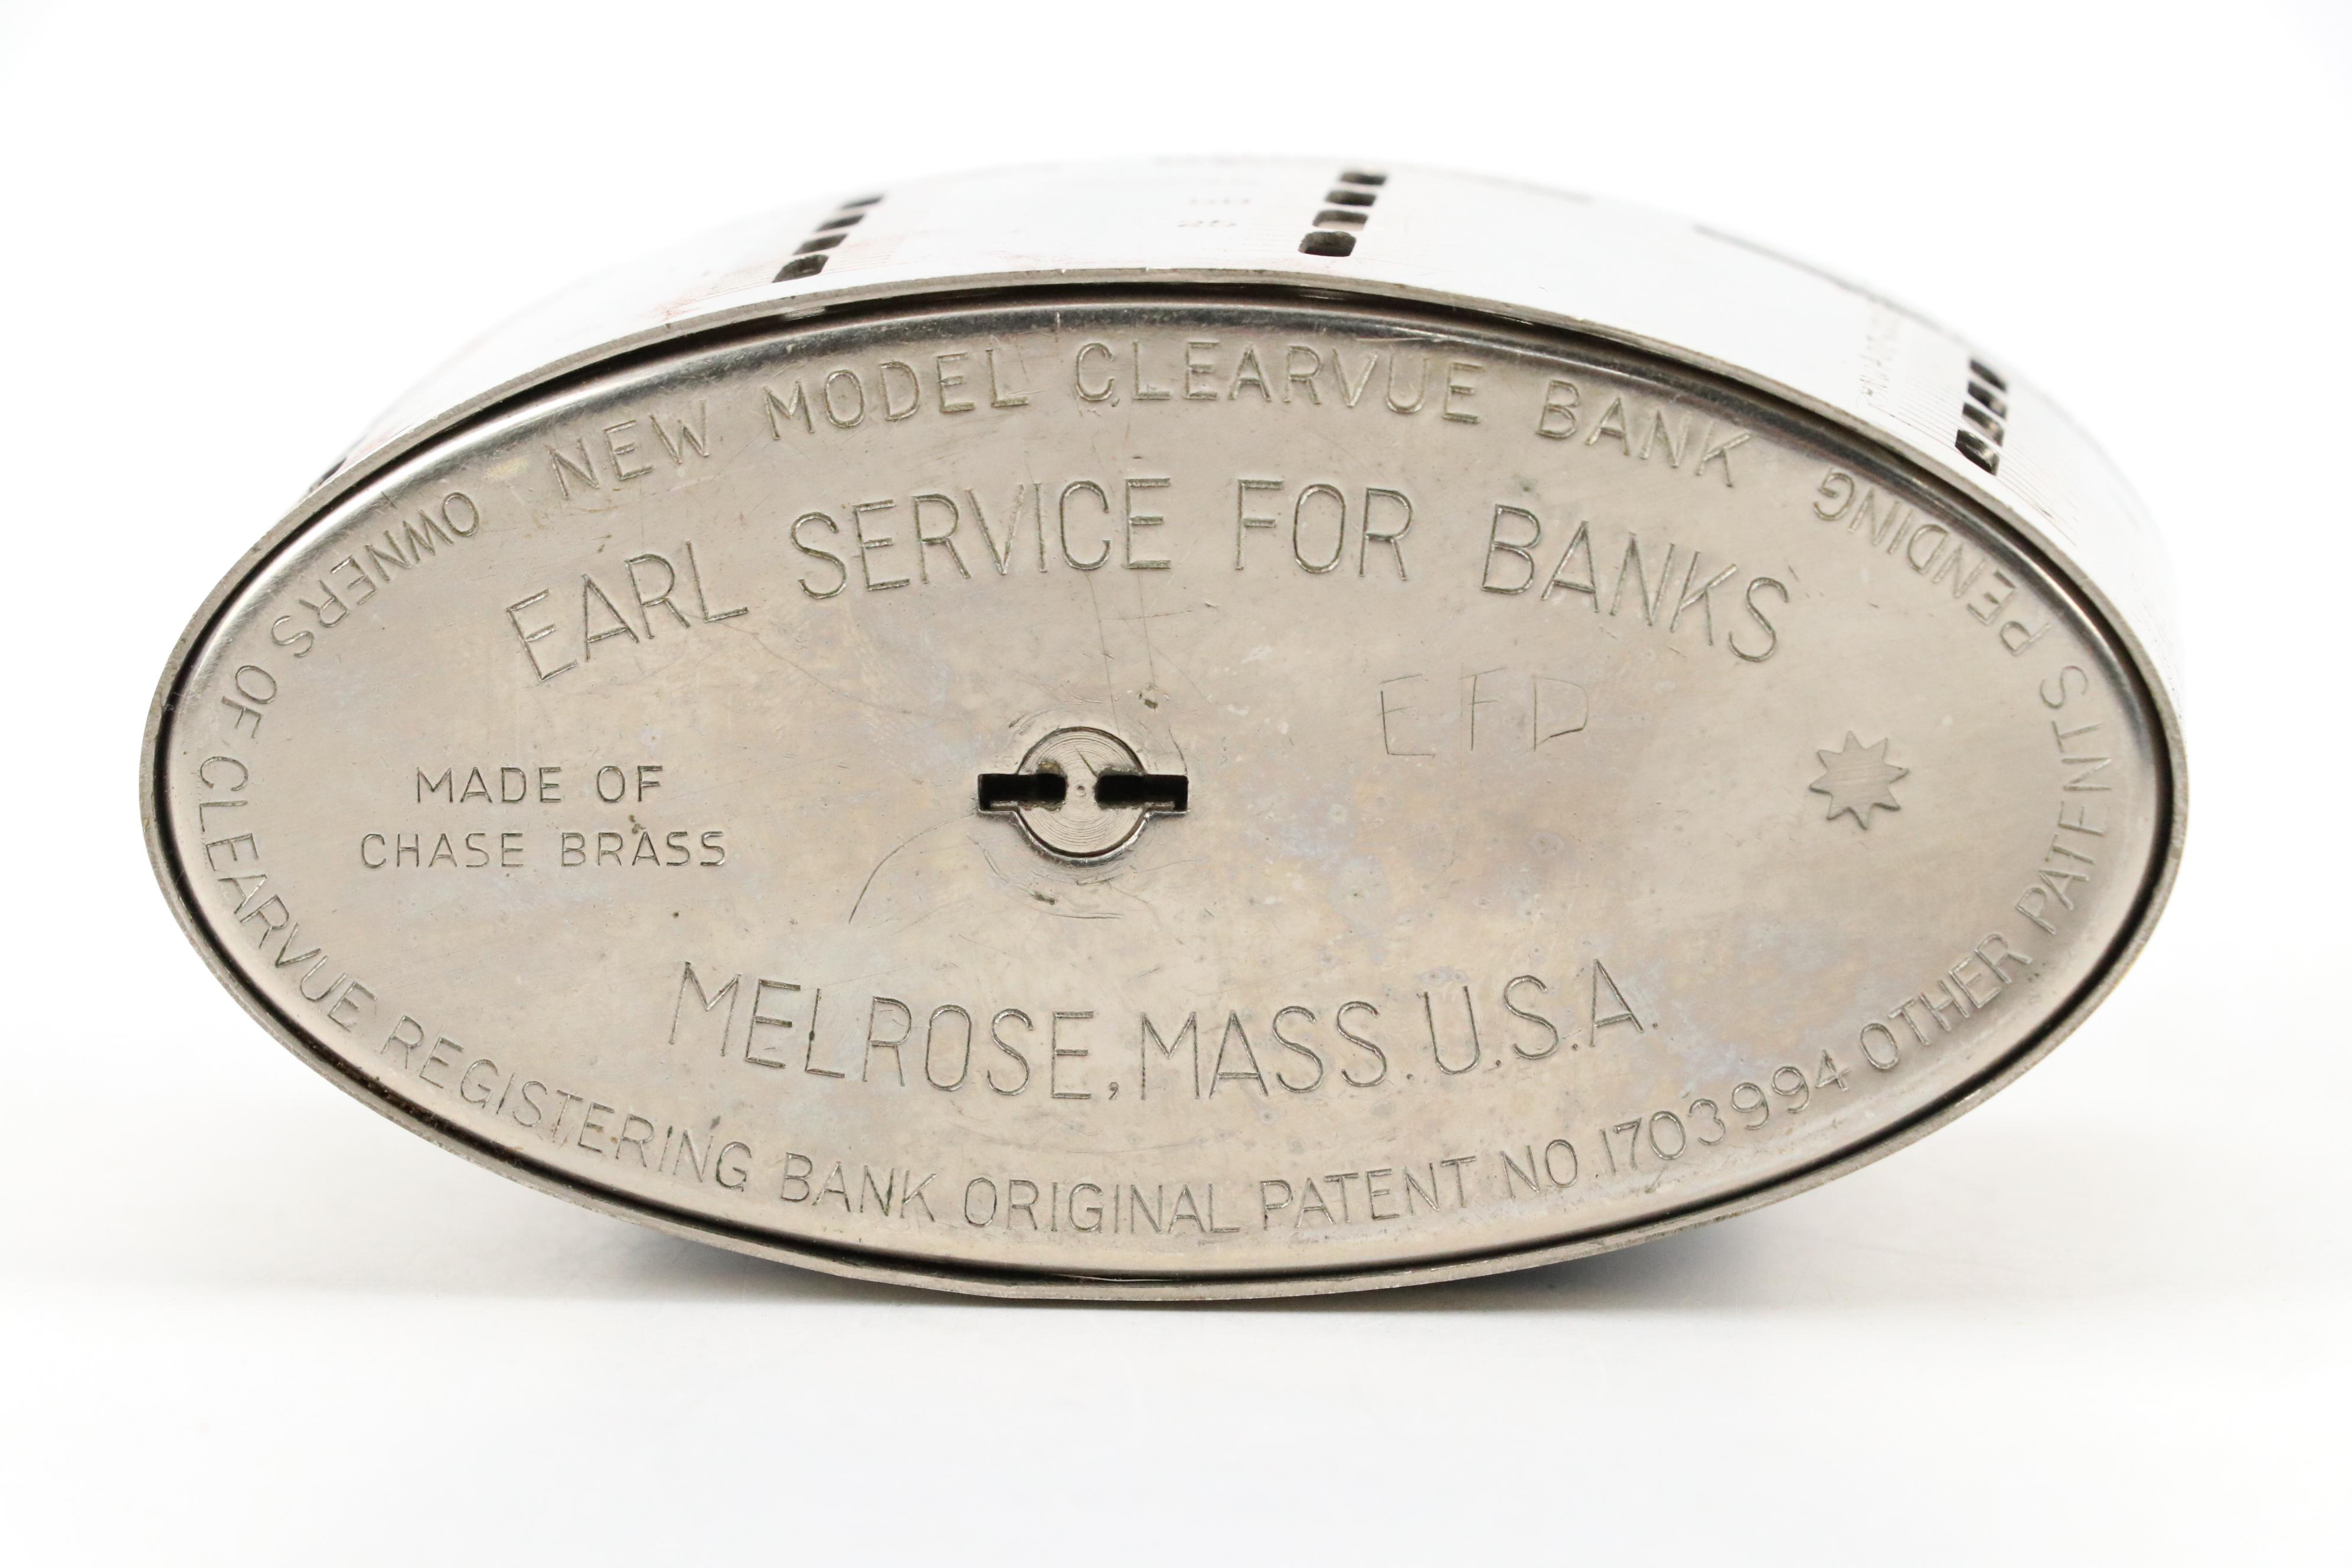 NEW MODEL CLEARVUE BANK
EARL SERVICE FOR BANKS
EFD
MADE OF
CHASE BRASS
MELROSE, MASS. U.S.A.
OWNERS OF CLEARVUE REGISTERING BANK ORIGINAL PATENT NO. 1703994 OTHER PATENTS PENDING